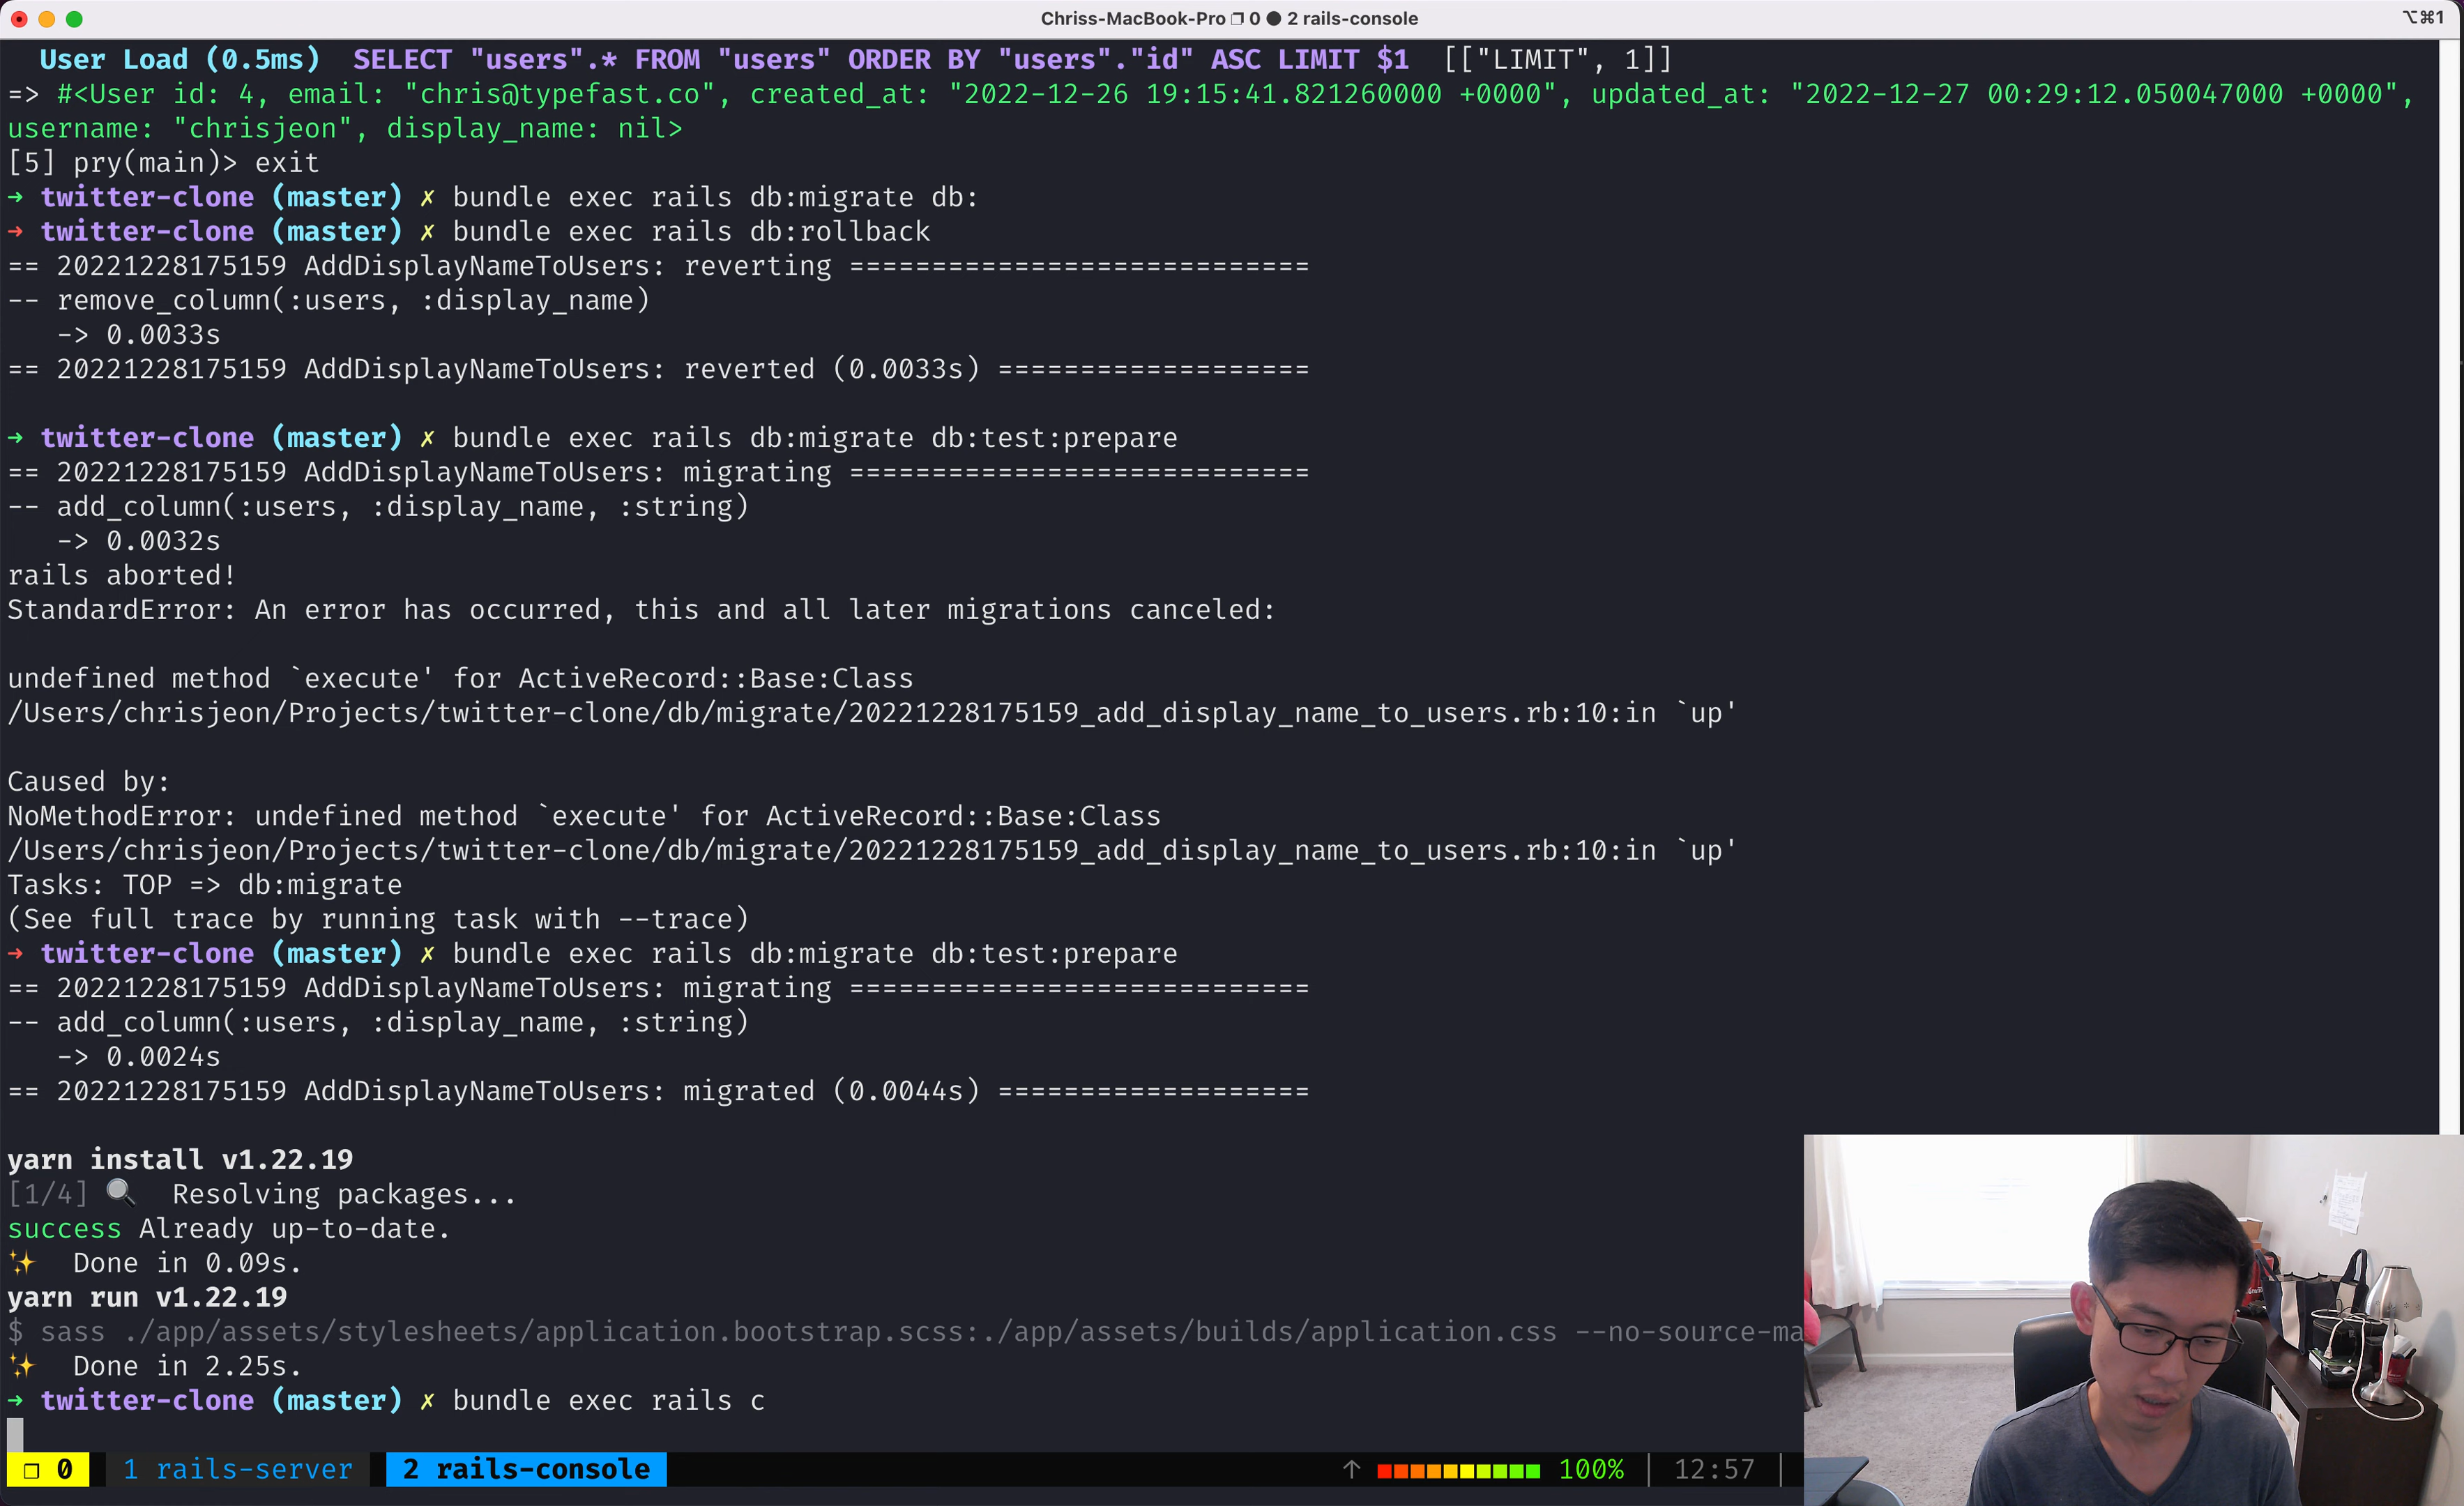 Chriss-MacBook-Pro ❐ 0 ● 2 rails-console
⌥⌘1
User Load (0.5ms)  SELECT "users".* FROM "users" ORDER BY "users"."id" ASC LIMIT $1  [["LIMIT", 1]]
=> #<User id: 4, email: "chris@typefast.co", created_at: "2022-12-26 19:15:41.821260000 +0000", updated_at: "2022-12-27 00:29:12.050047000 +0000",
username: "chrisjeon", display_name: nil>
[5] pry(main)> exit
→ twitter-clone (master) ✗ bundle exec rails db:migrate db:
→ twitter-clone (master) ✗ bundle exec rails db:rollback
== 20221228175159 AddDisplayNameToUsers: reverting ============================
-- remove_column(:users, :display_name)
   -> 0.0033s
== 20221228175159 AddDisplayNameToUsers: reverted (0.0033s) ===================
→ twitter-clone (master) ✗ bundle exec rails db:migrate db:test:prepare
== 20221228175159 AddDisplayNameToUsers: migrating ============================
-- add_column(:users, :display_name, :string)
   -> 0.0032s
rails aborted!
StandardError: An error has occurred, this and all later migrations canceled:
undefined method `execute' for ActiveRecord::Base:Class
/Users/chrisjeon/Projects/twitter-clone/db/migrate/20221228175159_add_display_name_to_users.rb:10:in `up'
Caused by:
NoMethodError: undefined method `execute' for ActiveRecord::Base:Class
/Users/chrisjeon/Projects/twitter-clone/db/migrate/20221228175159_add_display_name_to_users.rb:10:in `up'
Tasks: TOP => db:migrate
(See full trace by running task with --trace)
→ twitter-clone (master) ✗ bundle exec rails db:migrate db:test:prepare
== 20221228175159 AddDisplayNameToUsers: migrating ============================
-- add_column(:users, :display_name, :string)
   -> 0.0024s
== 20221228175159 AddDisplayNameToUsers: migrated (0.0044s) ===================
yarn install v1.22.19
[1/4] 🔍  Resolving packages...
success Already up-to-date.
✨  Done in 0.09s.
yarn run v1.22.19
$ sass ./app/assets/stylesheets/application.bootstrap.scss:./app/assets/builds/application.css --no-source-ma
✨  Done in 2.25s.
→ twitter-clone (master) ✗ bundle exec rails c
❐ 0  1 rails-server  2 rails-console  ↑ 100% | 12:57 |